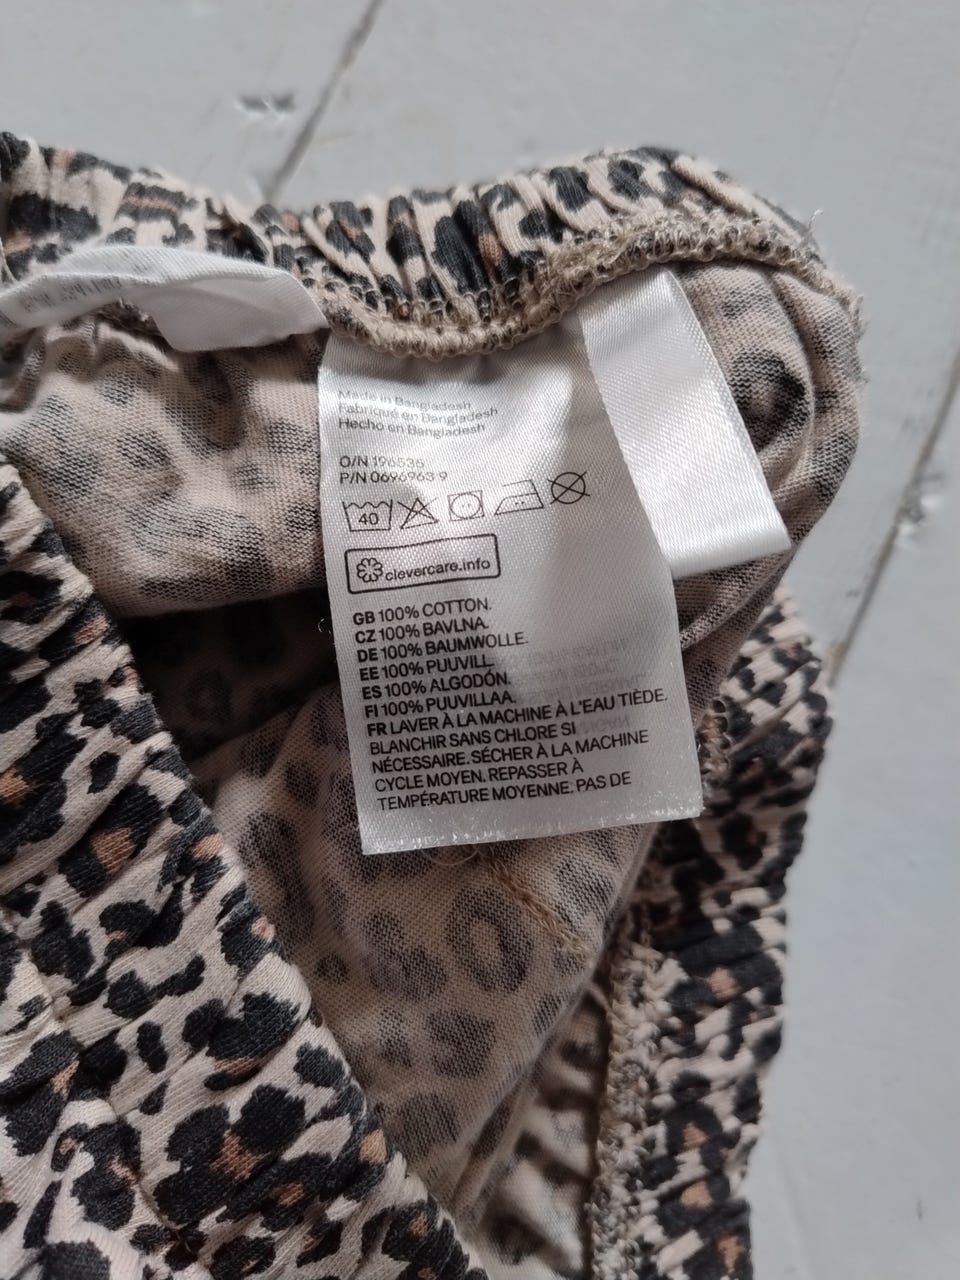 Made in Bangladesh
Fabriqué en Bangladesh
Hecho en Bangladesh
O/N 196535
P/N 0696963 9
40
clevercare.info
GB 100% COTTON.
CZ 100% BAVLNA.
DE 100% BAUMWOLLE.
EE 100% PUUVILL.
ES 100% ALGODÓN.
FI 100% PUUVILLAA.
FR LAVER À LA MACHINE À L'EAU TIÈDE.
BLANCHIR SANS CHLORE SI
NÉCESSAIRE. SÉCHER À LA MACHINE
CYCLE MOYEN. REPASSER À
TEMPÉRATURE MOYENNE. PAS DE